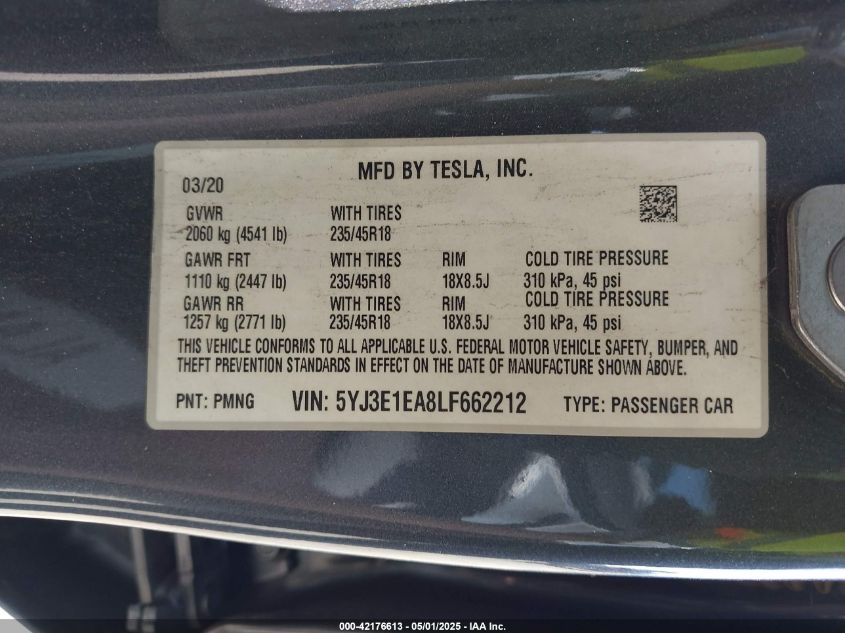 MFD BY TESLA, INC.
03/20
GVWR WITH TIRES
2060 kg (4541 lb) 235/45R18
GAWR FRT WITH TIRES RIM COLD TIRE PRESSURE
1110 kg (2447 lb) 235/45R18 18X8.5J 310 kPa, 45 psi
GAWR RR WITH TIRES RIM COLD TIRE PRESSURE
1257 kg (2771 lb) 235/45R18 18X8.5J 310 kPa, 45 psi
THIS VEHICLE CONFORMS TO ALL APPLICABLE U.S. FEDERAL MOTOR VEHICLE SAFETY, BUMPER, AND
THEFT PREVENTION STANDARDS IN EFFECT ON THE DATE OF MANUFACTURE SHOWN ABOVE.
PNT: PMNG VIN: 5YJ3E1EA8LF662212 TYPE: PASSENGER CAR
000-42176613 - 05/01/2025 - IAA Inc.